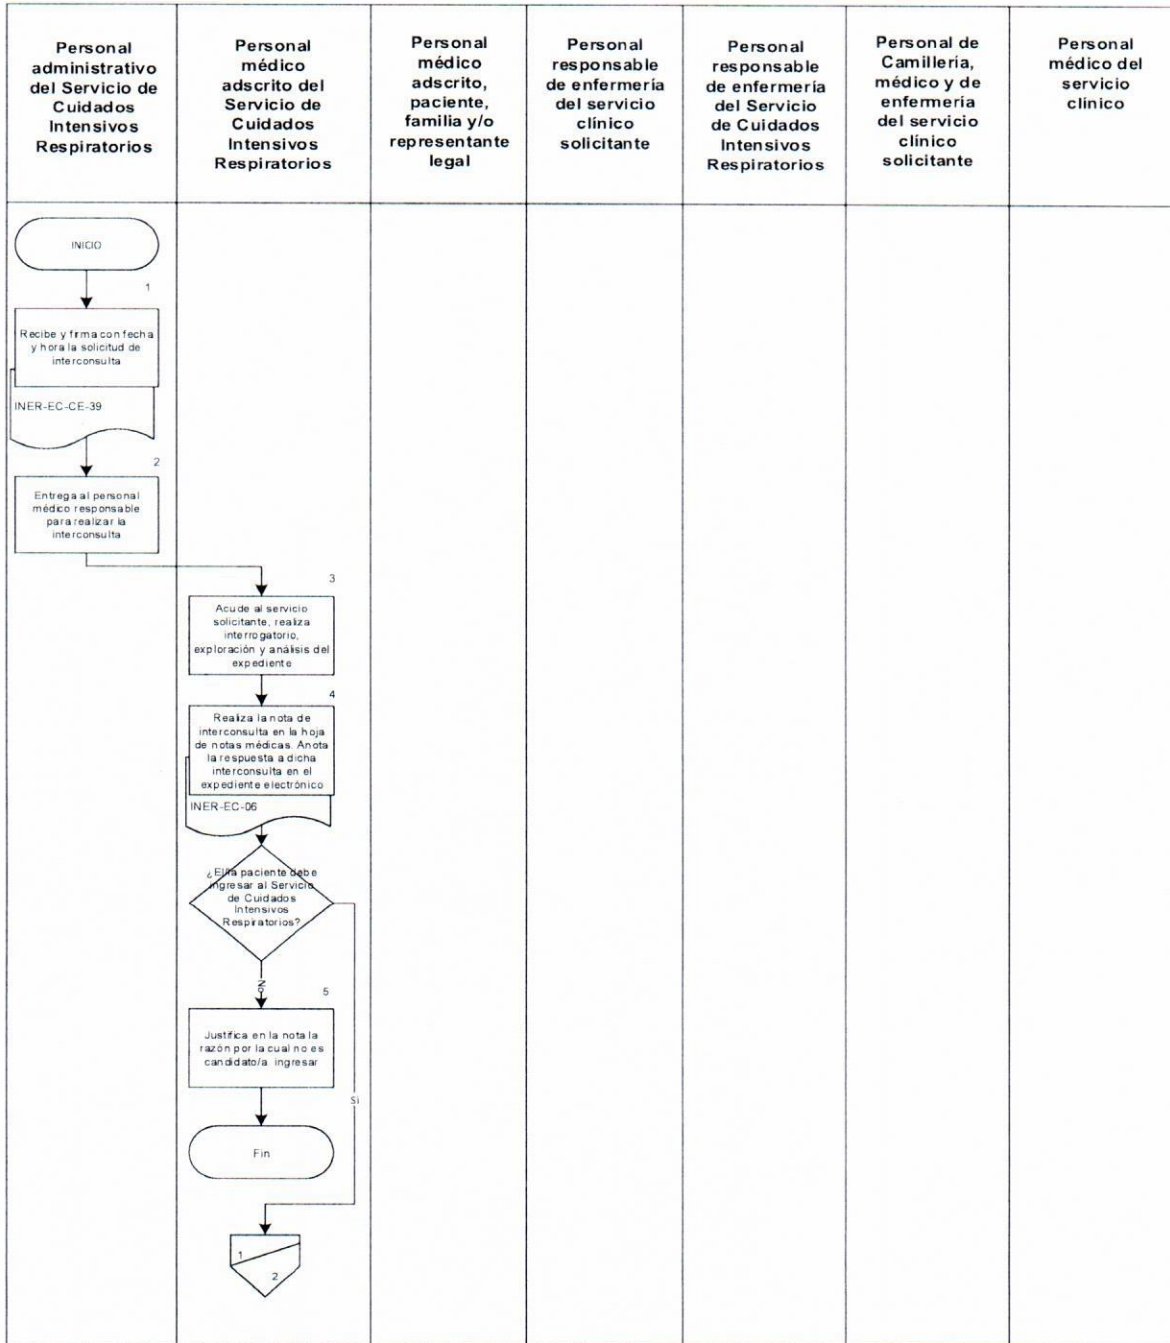 Personal
administrativo
del Servicio de
Cuidados
Intensivos
Respiratorios
Personal
médico
adscrito del
Servicio de
Cuidados
Intensivos
Respiratorios
Personal
médico
adscrito,
paciente,
familia y/o
representante
legal
Personal
responsable
de enfermería
del servicio
clínico
solicitante
Personal
responsable
de enfermería
del Servicio
de Cuidados
Intensivos
Respiratorios
Personal de
Camillería,
médico y de
enfermería
del servicio
clínico
solicitante
Personal
médico del
servicio
clínico
INICIO
1
Recibe y firma con fecha
y hora la solicitud de
interconsulta
INER-EC-CE-39
2
Entrega al personal
médico responsable
para realizar la
interconsulta
3
Acude al servicio
solicitante, realiza
interrogatorio,
exploración y análisis del
expediente
4
Realiza la nota de
interconsulta en la hoja
de notas médicas. Anota
la respuesta a dicha
interconsulta en el
expediente electrónico
INER-EC-06
¿El/la paciente debe
ingresar al Servicio
de Cuidados
Intensivos
Respiratorios?
No
5
Justifica en la nota la
razón por la cual no es
candidato/a ingresar
Sí
Fin
1
2